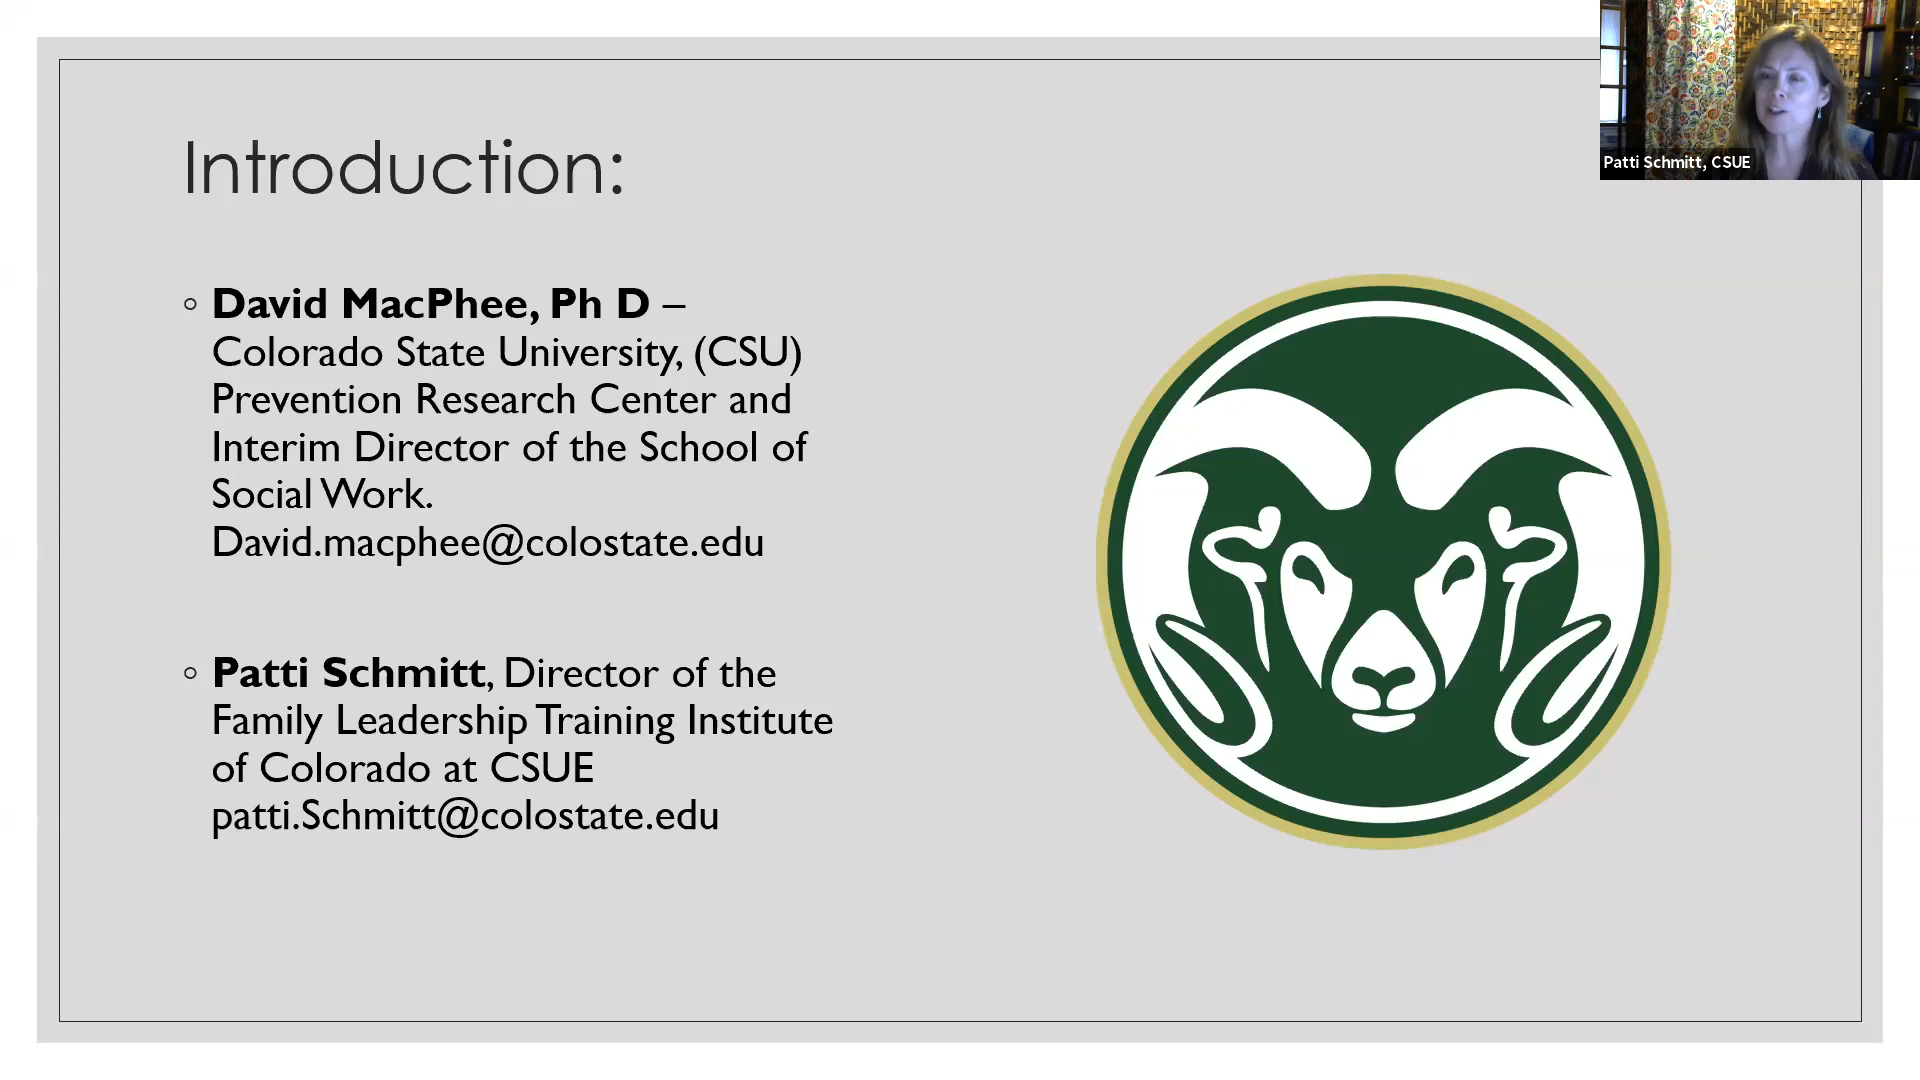 Introduction:
◦ David MacPhee, Ph D –
Colorado State University, (CSU)
Prevention Research Center and
Interim Director of the School of
Social Work.
David.macphee@colostate.edu
◦ Patti Schmitt, Director of the
Family Leadership Training Institute
of Colorado at CSUE
patti.Schmitt@colostate.edu
Patti Schmitt, CSUE